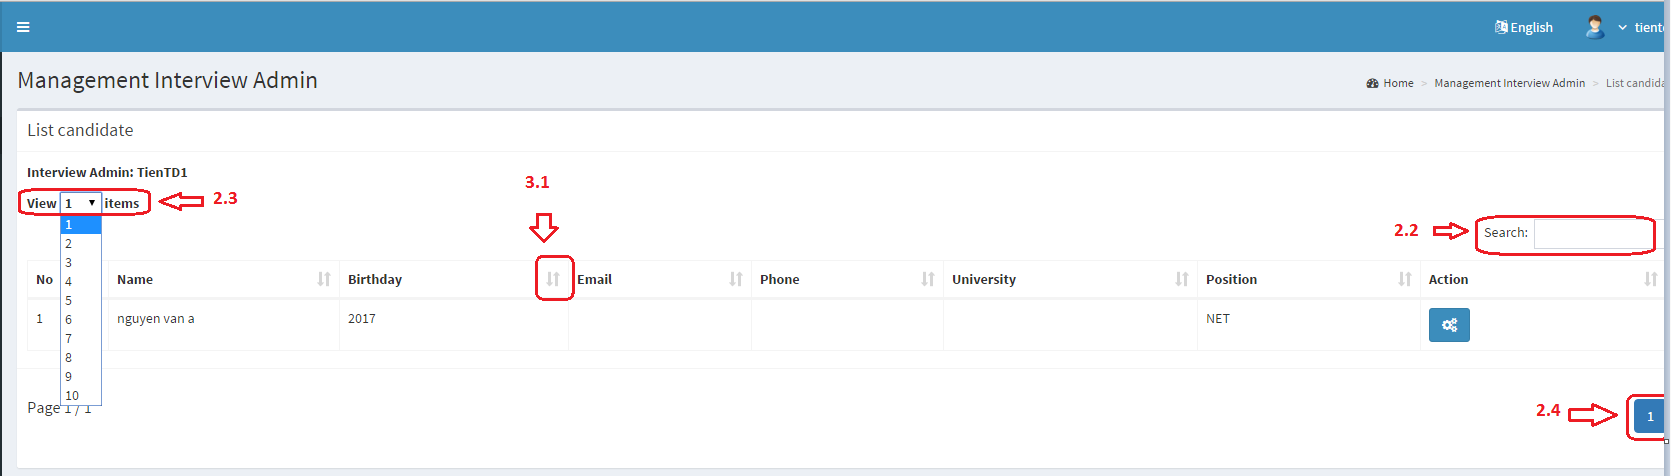 English tient
Management Interview Admin
Home > Management Interview Admin > List candida
List candidate
Interview Admin: TienTD1
3.1
View 1 items 2.3
1
2
3
4
5
6
7
8
9
10
2.2 Search:
No Name Birthday Email Phone University Position Action
1 nguyen van a 2017 NET
Page 1 / 1
2.4 1